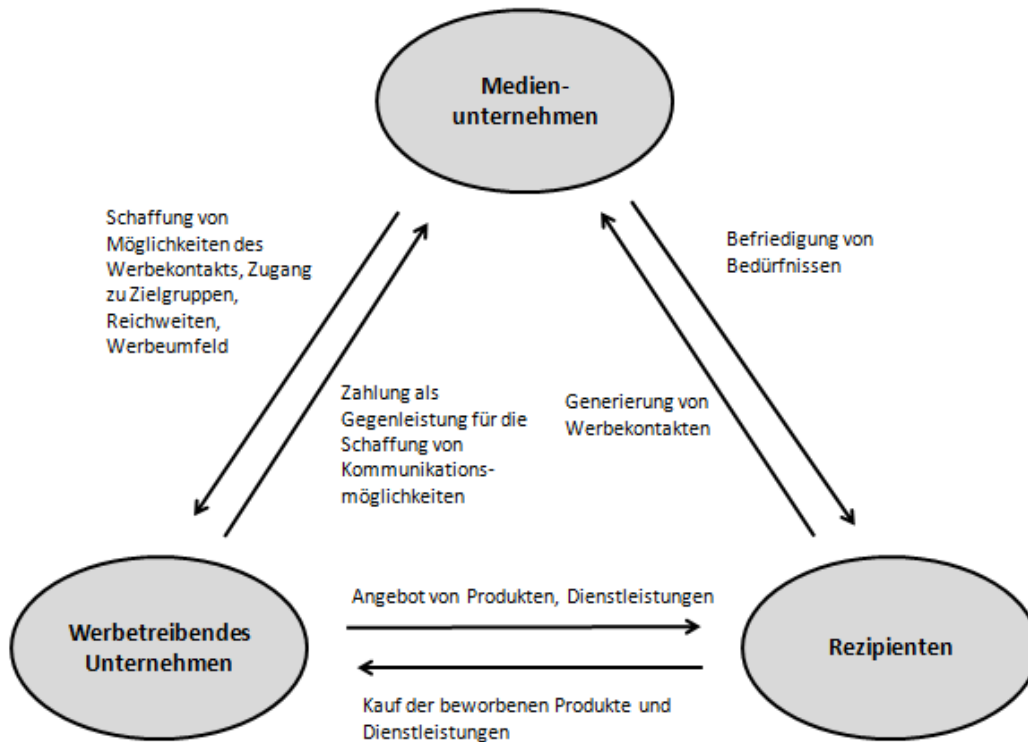 Medien-
unternehmen
Schaffung von
Möglichkeiten des
Werbekontakts, Zugang
zu Zielgruppen,
Reichweiten,
Werbeumfeld
Befriedigung von
Bedürfnissen
Zahlung als
Gegenleistung für die
Schaffung von
Kommunikations-
möglichkeiten
Generierung von
Werbekontakten
Werbetreibendes
Unternehmen
Angebot von Produkten, Dienstleistungen
Rezipienten
Kauf der beworbenen Produkte und
Dienstleistungen